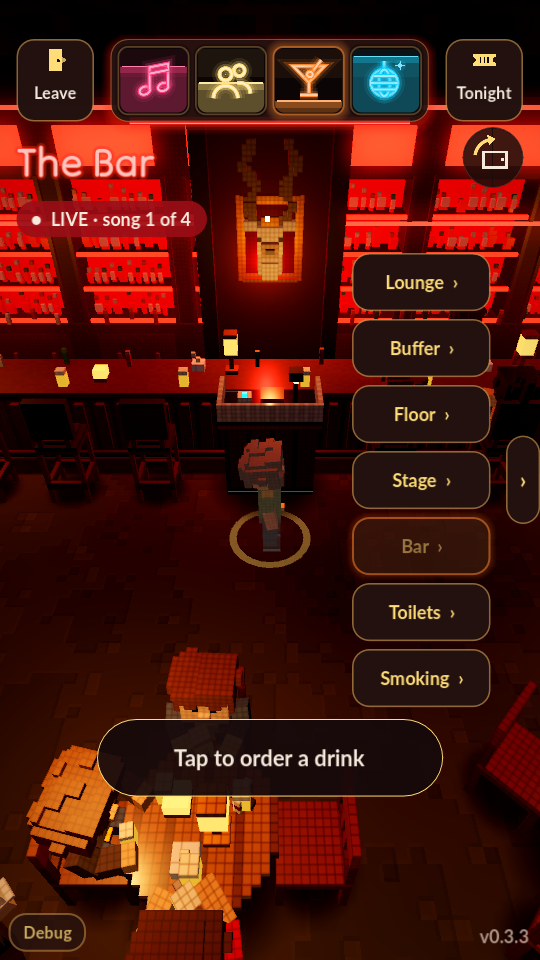 Leave
Tonight
The Bar
LIVE · song 1 of 4
Lounge ›
Buffer ›
Floor ›
Stage ›
›
Bar ›
Toilets ›
Smoking ›
Tap to order a drink
Debug
v0.3.3